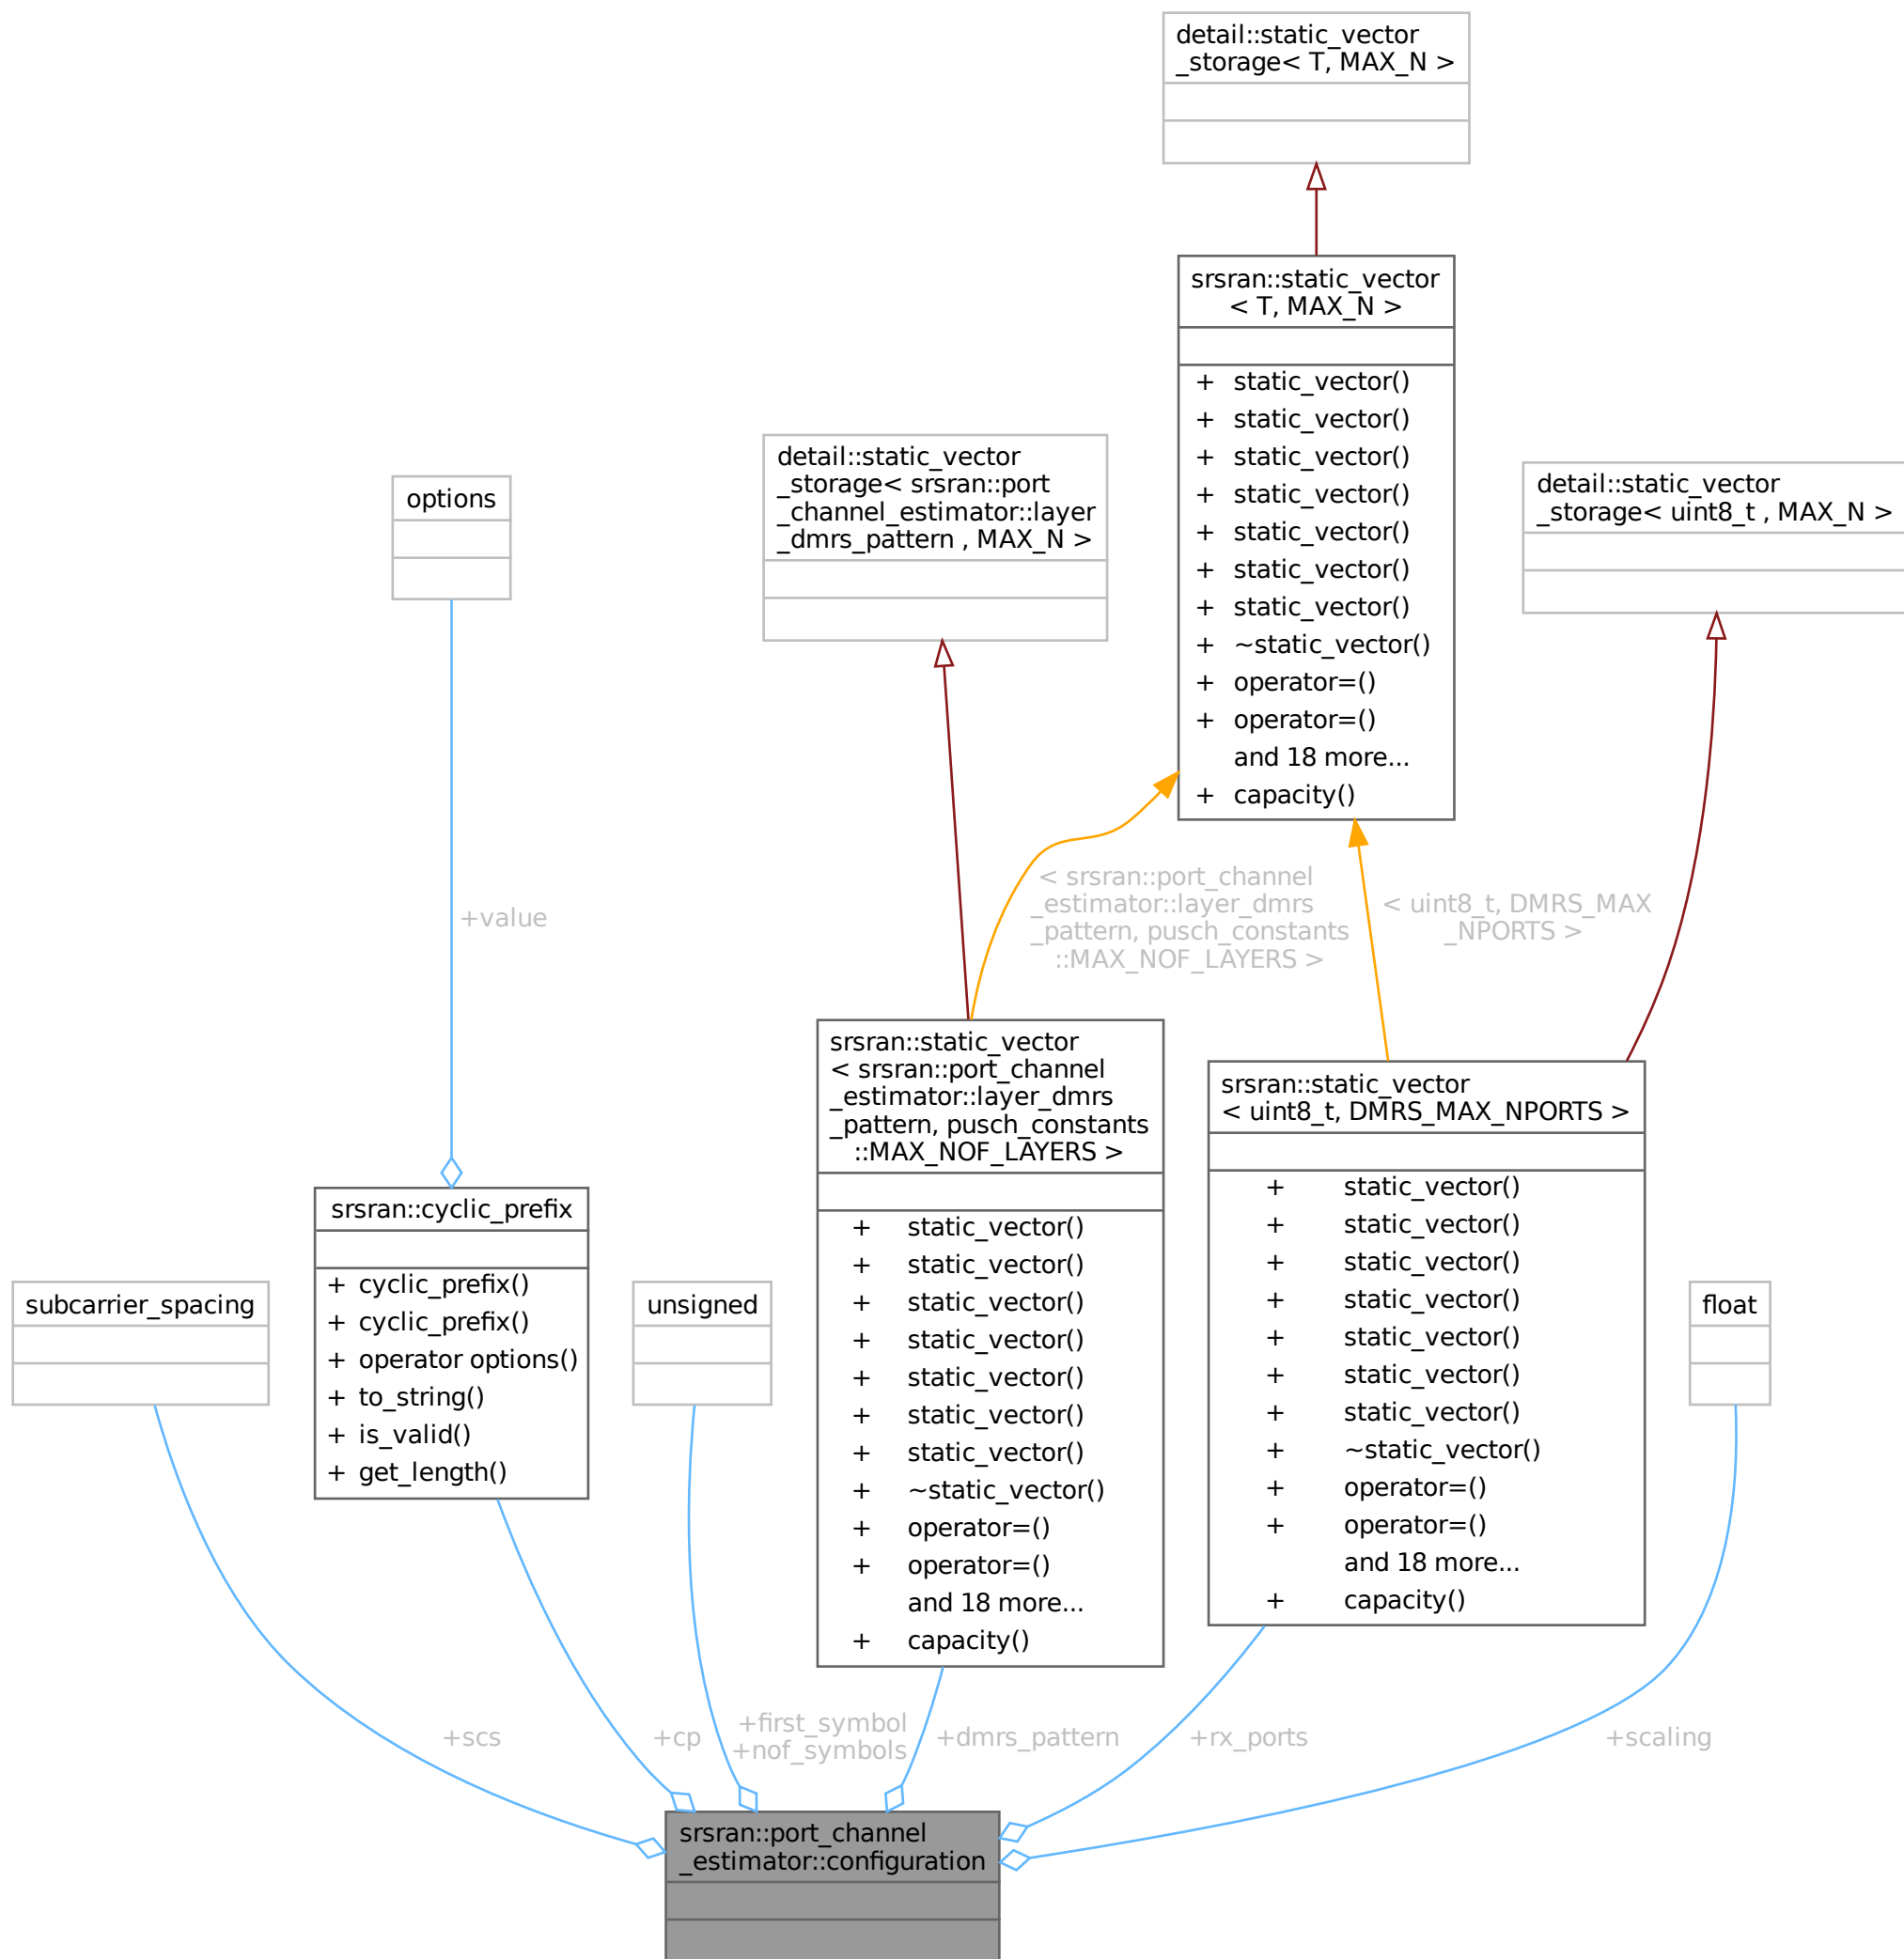 detail::static_vector
_storage< T, MAX_N >
srsran::static_vector
< T, MAX_N >
+ static_vector()
+ static_vector()
+ static_vector()
+ static_vector()
+ static_vector()
+ static_vector()
+ static_vector()
+ ~static_vector()
+ operator=()
+ operator=()
and 18 more...
+ capacity()
detail::static_vector
_storage< srsran::port
_channel_estimator::layer
_dmrs_pattern , MAX_N >
detail::static_vector
_storage< uint8_t , MAX_N >
options
+value
< srsran::port_channel
_estimator::layer_dmrs
_pattern, pusch_constants
::MAX_NOF_LAYERS >
< uint8_t, DMRS_MAX
_NPORTS >
srsran::static_vector
< srsran::port_channel
_estimator::layer_dmrs
_pattern, pusch_constants
::MAX_NOF_LAYERS >
+ static_vector()
+ static_vector()
+ static_vector()
+ static_vector()
+ static_vector()
+ static_vector()
+ static_vector()
+ ~static_vector()
+ operator=()
+ operator=()
and 18 more...
+ capacity()
srsran::static_vector
< uint8_t, DMRS_MAX_NPORTS >
+ static_vector()
+ static_vector()
+ static_vector()
+ static_vector()
+ static_vector()
+ static_vector()
+ static_vector()
+ ~static_vector()
+ operator=()
+ operator=()
and 18 more...
+ capacity()
srsran::cyclic_prefix
+ cyclic_prefix()
+ cyclic_prefix()
+ operator options()
+ to_string()
+ is_valid()
+ get_length()
subcarrier_spacing
unsigned
float
+scs
+cp
+first_symbol
+nof_symbols
+dmrs_pattern
+rx_ports
+scaling
srsran::port_channel
_estimator::configuration